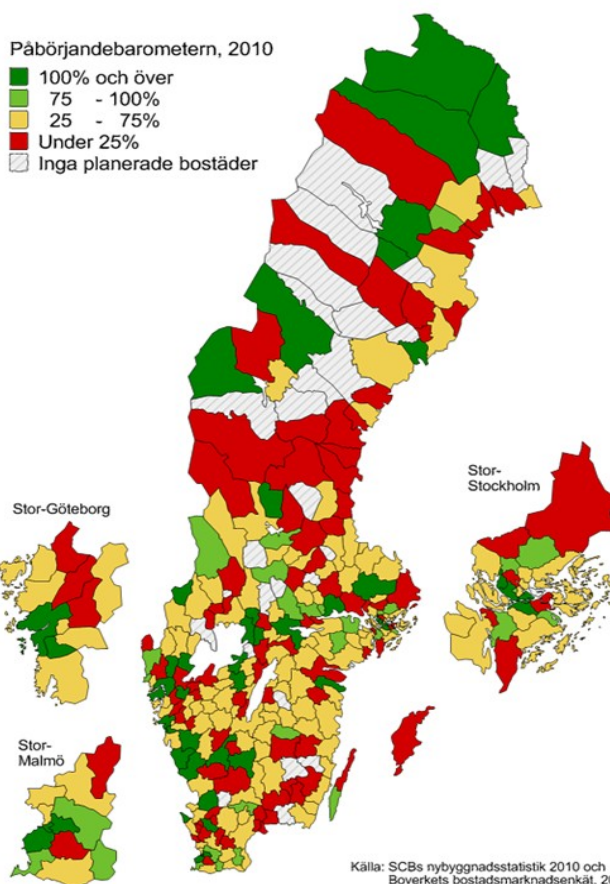 Påbörjandebarometern, 2010
100% och över
75 - 100%
25 - 75%
Under 25%
Inga planerade bostäder
Stor-Göteborg
Stor-
Stockholm
Stor-
Malmö
Källa: SCBs nybyggnadsstatistik 2010 och
Boverkets bostadsmarknadsenkät, 2